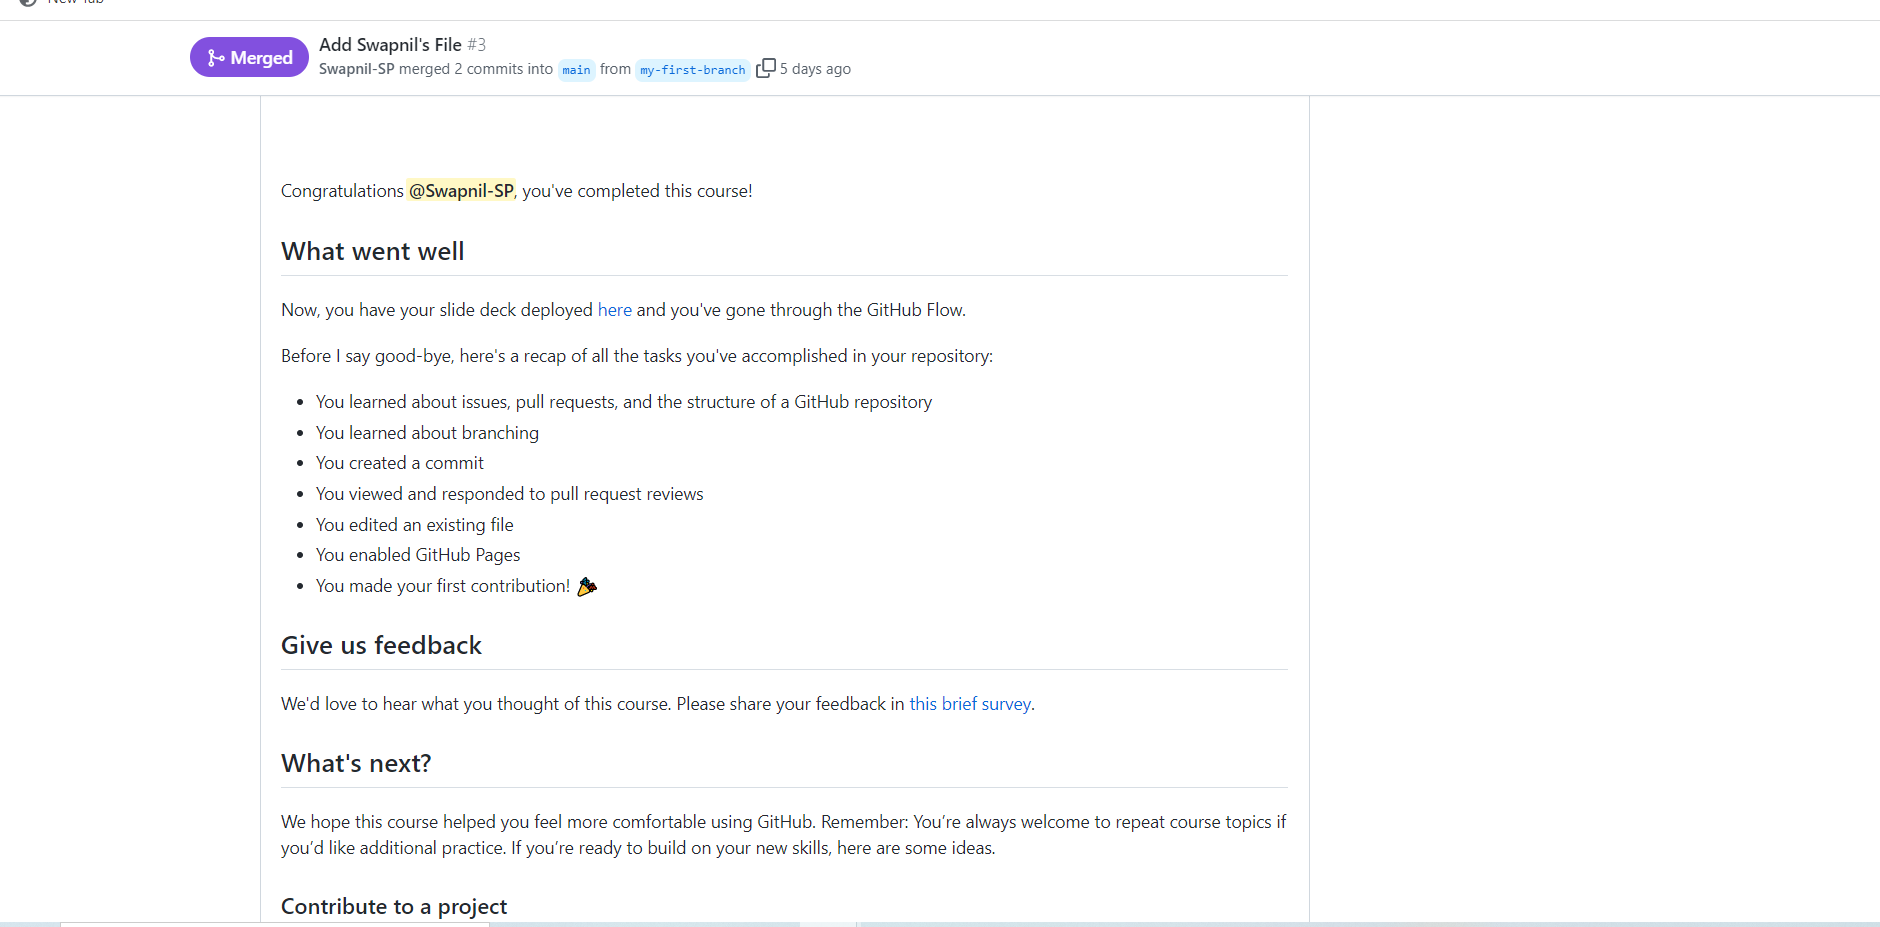 New Tab
Merged
Add Swapnil's File #3
Swapnil-SP merged 2 commits into main from my-first-branch 5 days ago
Congratulations @Swapnil-SP, you've completed this course!
What went well
Now, you have your slide deck deployed here and you've gone through the GitHub Flow.
Before I say good-bye, here's a recap of all the tasks you've accomplished in your repository:
• You learned about issues, pull requests, and the structure of a GitHub repository
• You learned about branching
• You created a commit
• You viewed and responded to pull request reviews
• You edited an existing file
• You enabled GitHub Pages
• You made your first contribution! 🎉
Give us feedback
We'd love to hear what you thought of this course. Please share your feedback in this brief survey.
What's next?
We hope this course helped you feel more comfortable using GitHub. Remember: You’re always welcome to repeat course topics if
you’d like additional practice. If you’re ready to build on your new skills, here are some ideas.
Contribute to a project